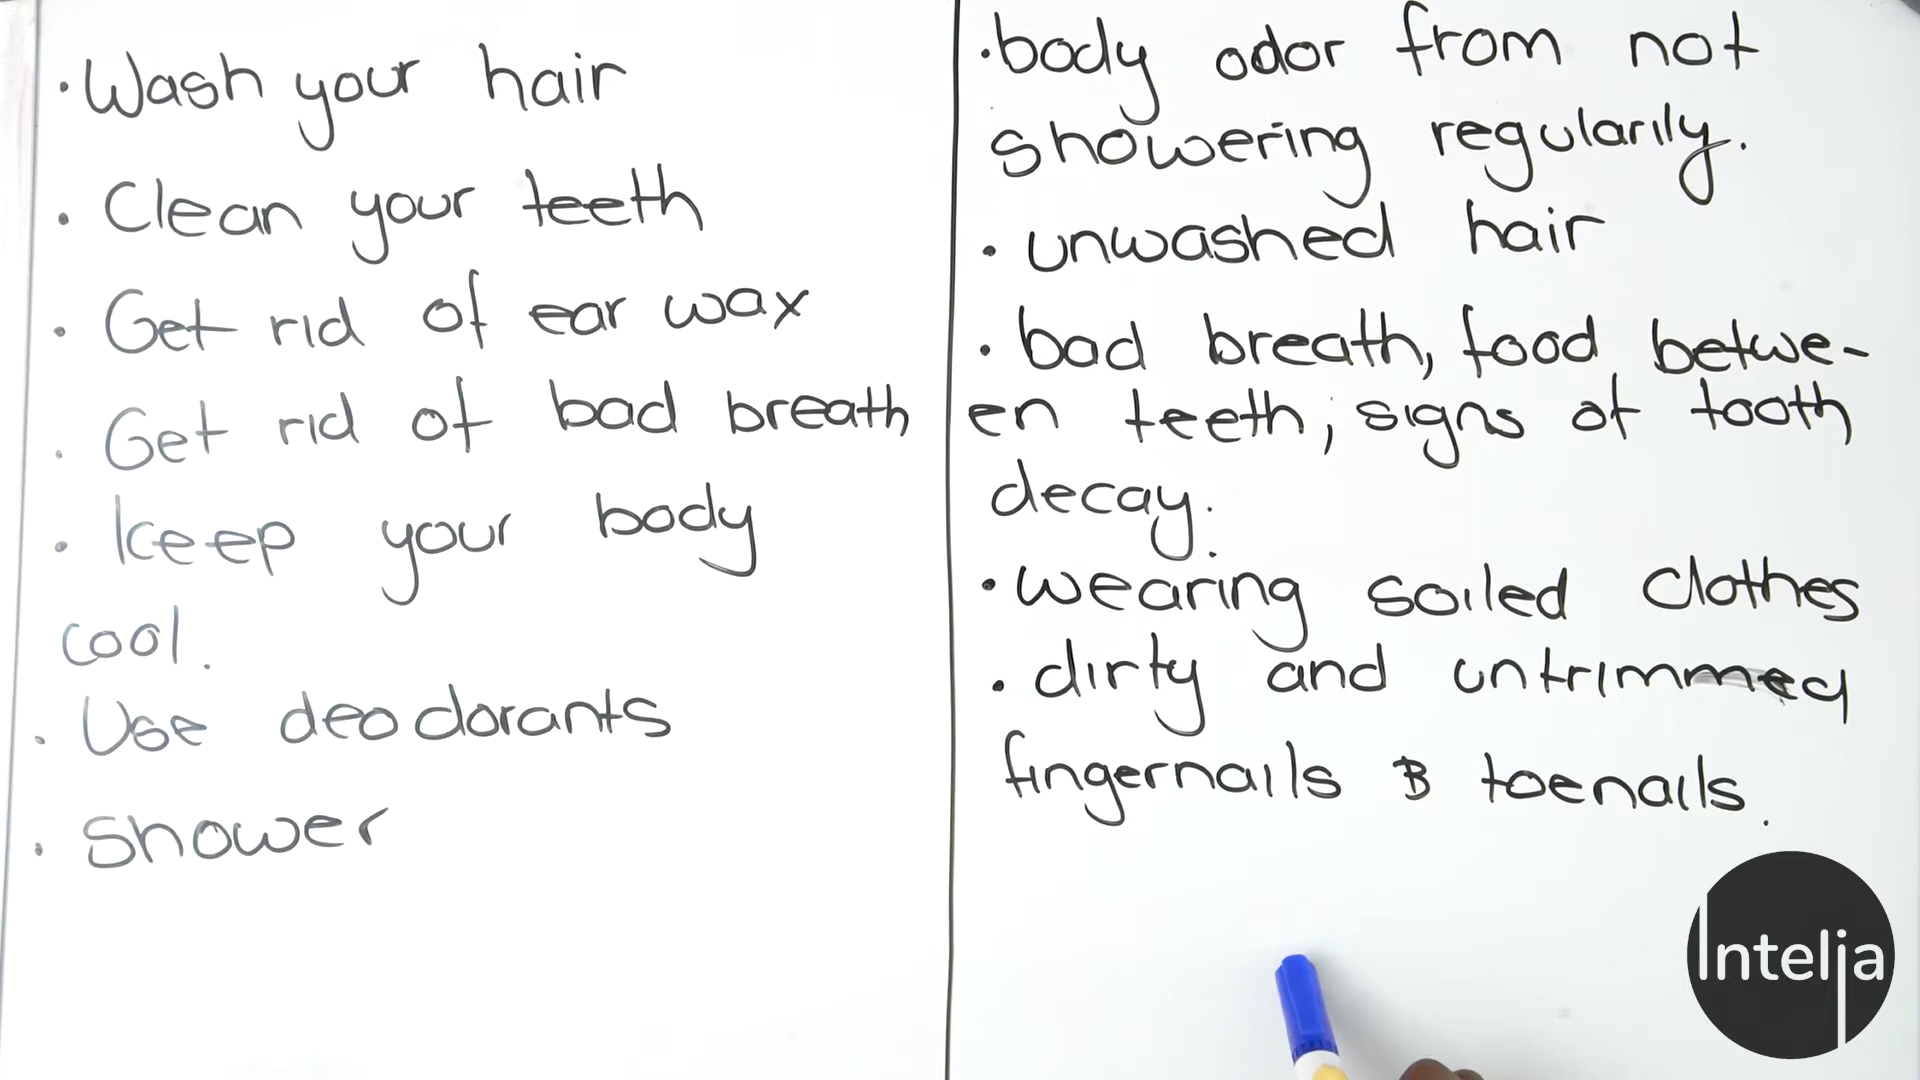 ·Wash your hair
· Clean your teeth
· Get rid of ear wax
· Get rid of bad breath
· keep your body
cool.
· Use deodorants
· shower
·body odor from not
showering regularily.
· unwashed hair
· bad breath, food betwe-
en teeth, signs of tooth
decay.
·wearing soiled clothes
· dirty and untrimmed
fingernails & toenails.
Intelja